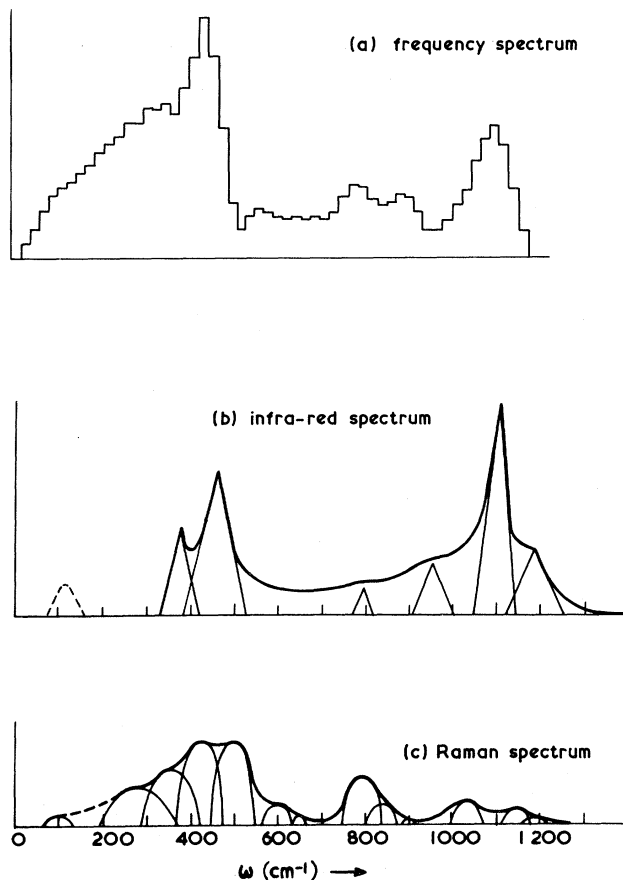 (a) frequency spectrum
(b) infra-red spectrum
(c) Raman spectrum
0 200 400 600 800 1000 1200
ω (cm⁻¹) →